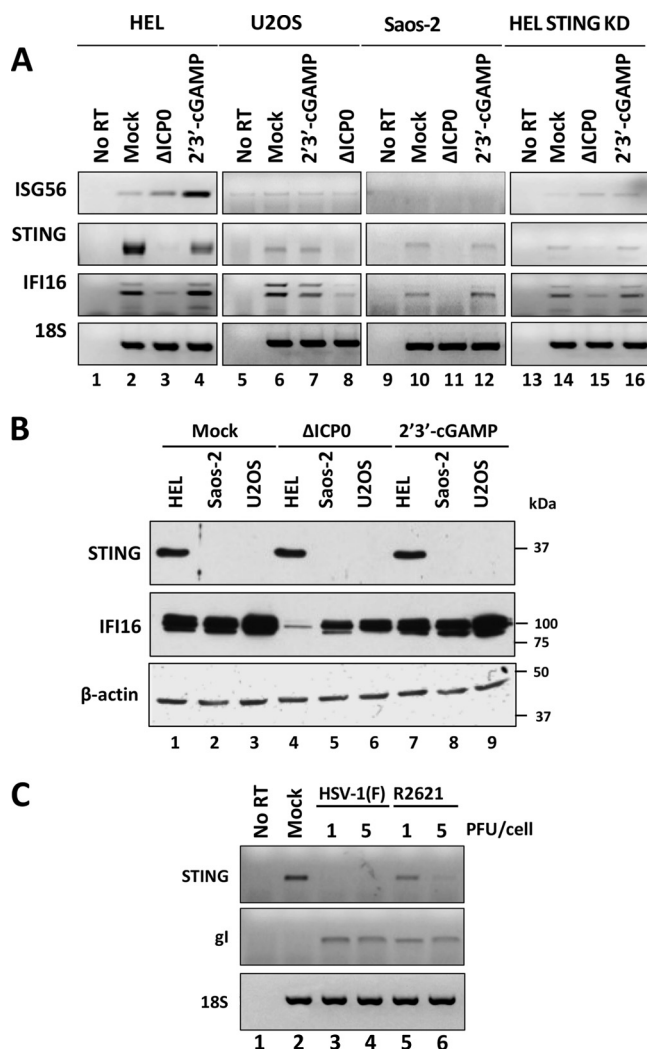 HEL U2OS Saos-2 HEL STING KD
A
No RT Mock ΔICP0 2'3'-cGAMP No RT Mock 2'3'-cGAMP ΔICP0 No RT Mock ΔICP0 2'3'-cGAMP No RT Mock ΔICP0 2'3'-cGAMP
ISG56
STING
IFI16
18S
1 2 3 4 5 6 7 8 9 10 11 12 13 14 15 16
B
Mock ΔICP0 2'3'-cGAMP
HEL Saos-2 U2OS HEL Saos-2 U2OS HEL Saos-2 U2OS kDa
STING 37
IFI16 100
75
50
β-actin
37
1 2 3 4 5 6 7 8 9
C
No RT Mock HSV-1(F) R2621
1 5 1 5 PFU/cell
STING
gI
18S
1 2 3 4 5 6